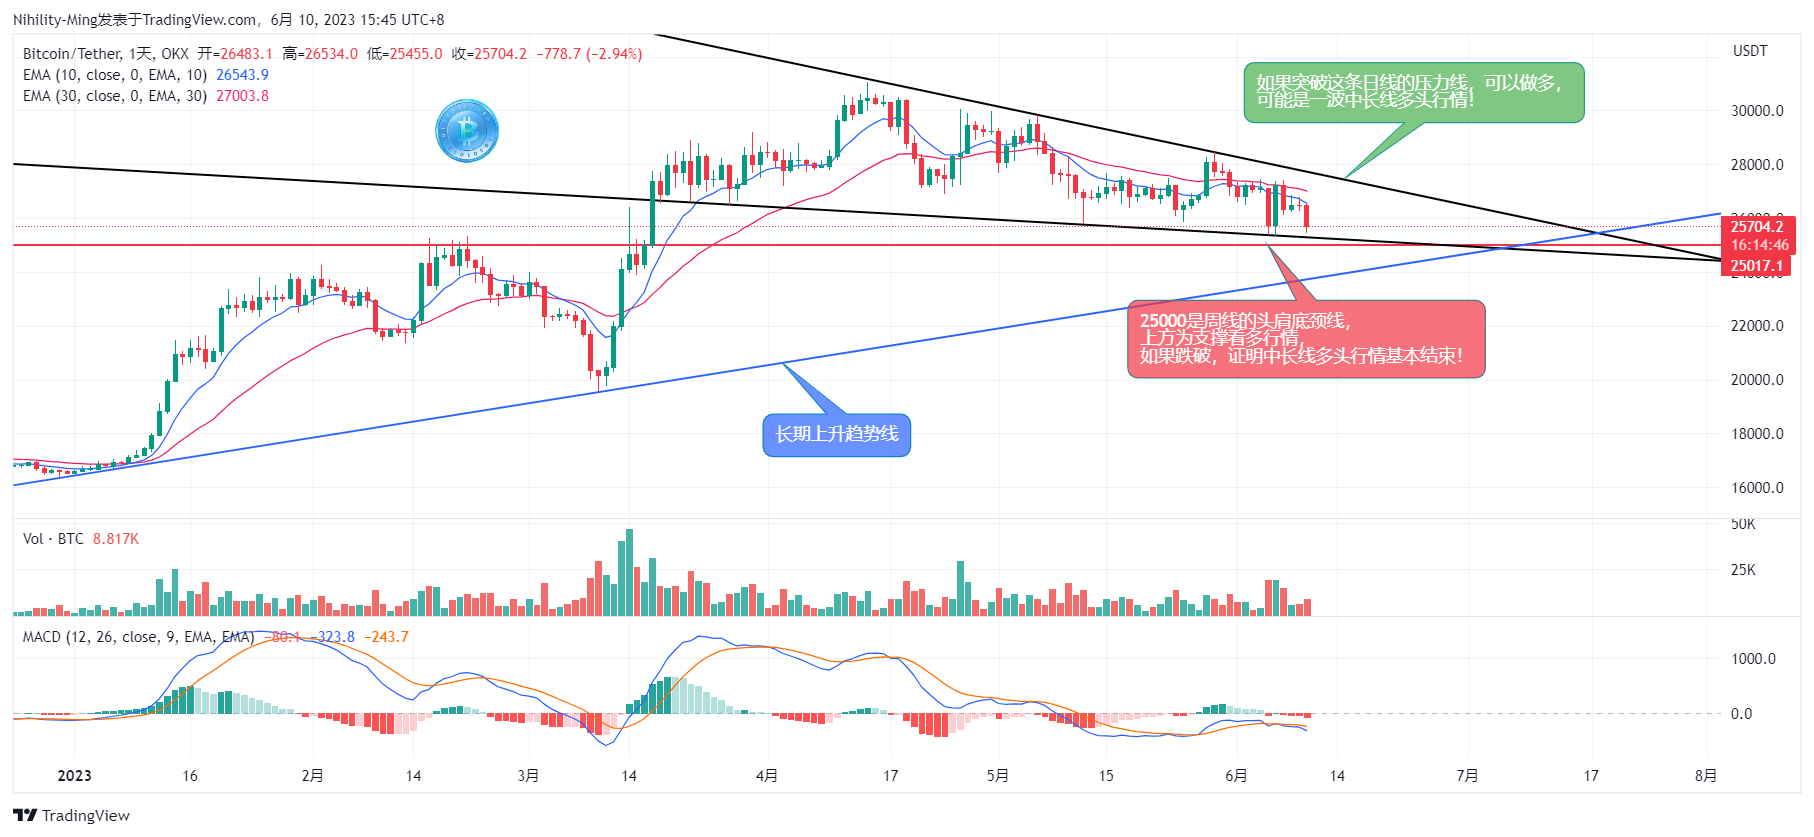 Nihility-Ming发表于TradingView.com，6月 10, 2023 15:45 UTC+8
Bitcoin/Tether, 1天, OKX 开=26483.1 高=26534.0 低=25455.0 收=25704.2 −778.7 (−2.94%)
USDT
EMA (10, close, 0, EMA, 10) 26543.9
EMA (30, close, 0, EMA, 30) 27003.8
如果突破这条日线的压力线，可以做多，
可能是一波中长线多头行情！
30000.0
28000.0
25704.2
16:14:46
25017.1
25000是周线的头肩底颈线，
上方为支撑看多行情，
如果跌破，证明中长线多头行情基本结束！
22000.0
20000.0
长期上升趋势线
18000.0
16000.0
50K
Vol · BTC 8.817K
25K
MACD (12, 26, close, 9, EMA, EMA) −80.1 −323.8 −243.7
1000.0
0.0
2023 16 2月 14 3月 14 4月 17 5月 15 6月 14 7月 17 8月
TradingView